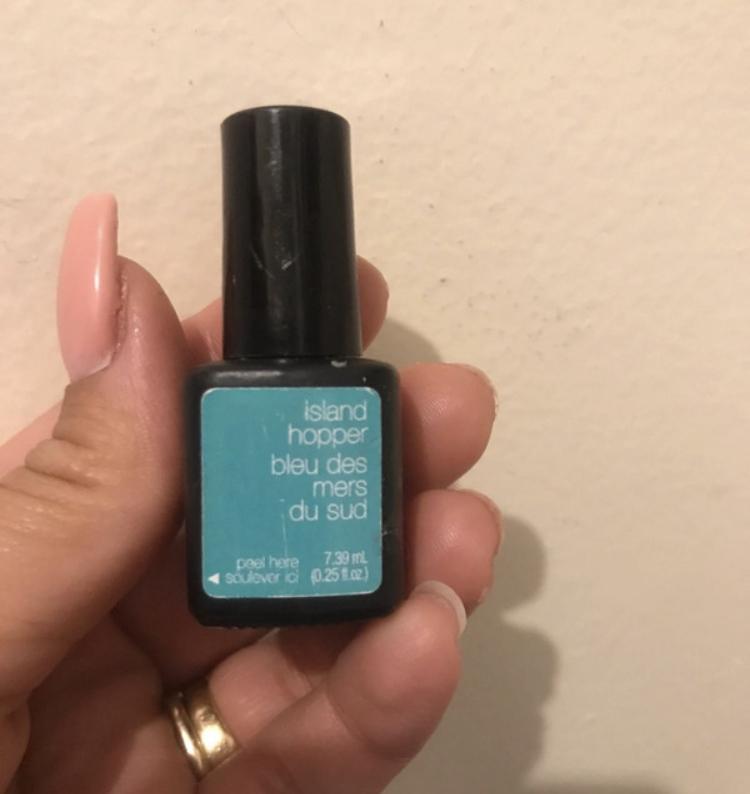 island
hopper
bleu des
mers
du sud
peel here 7.39 mL
◄ soulever ici (0.25 fl.oz.)